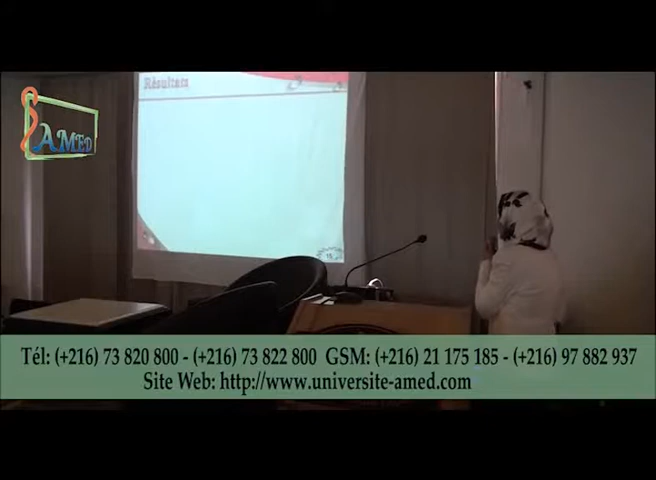 Résultats
AMED
15
Tél: (+216) 73 820 800 - (+216) 73 822 800 GSM: (+216) 21 175 185 - (+216) 97 882 937
Site Web: http://www.universite-amed.com